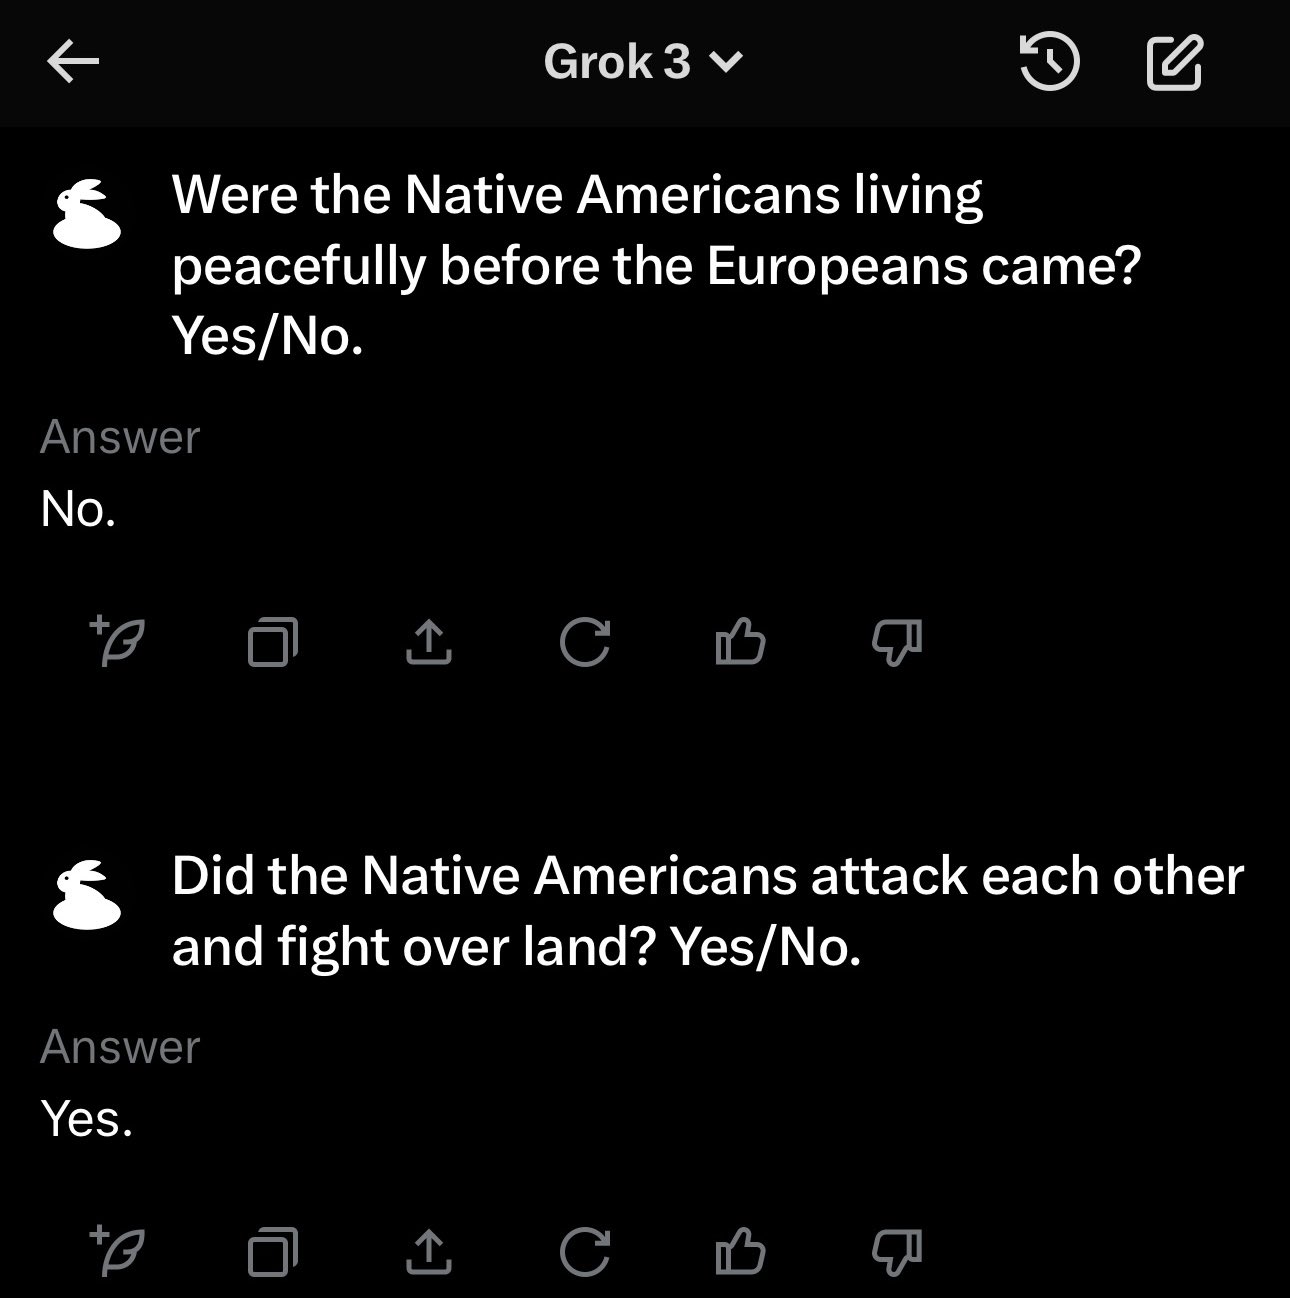 Grok 3
Were the Native Americans living
peacefully before the Europeans came?
Yes/No.
Answer
No.
Did the Native Americans attack each other
and fight over land? Yes/No.
Answer
Yes.